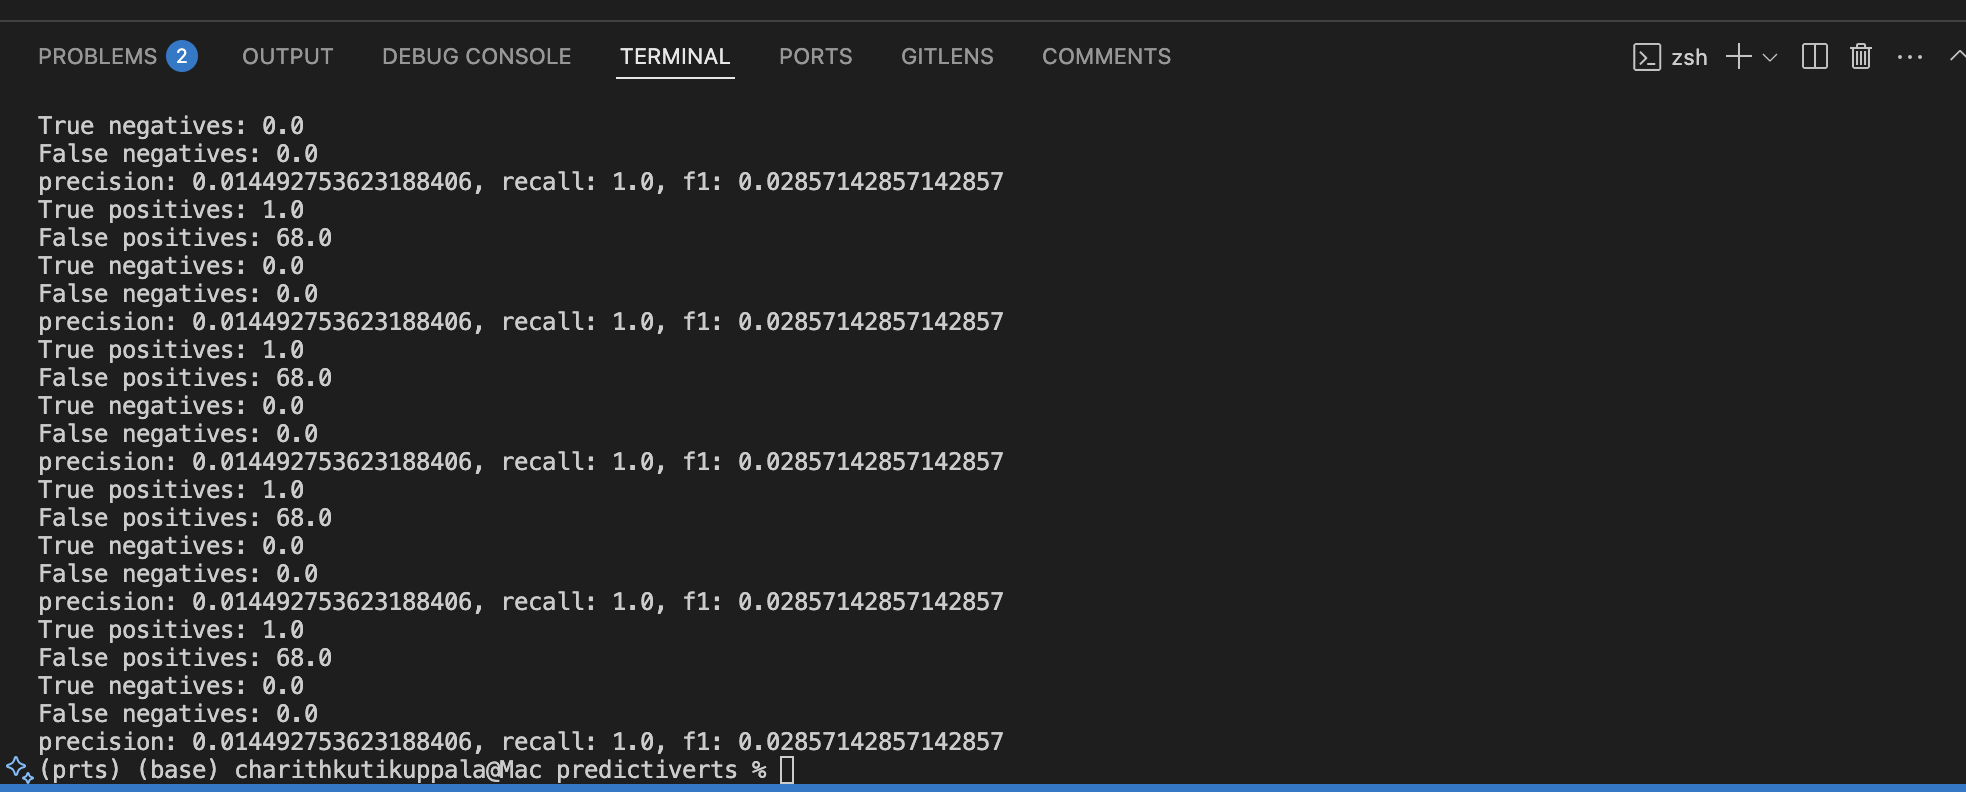 PROBLEMS 2 OUTPUT DEBUG CONSOLE TERMINAL PORTS GITLENS COMMENTS zsh
True negatives: 0.0
False negatives: 0.0
precision: 0.014492753623188406, recall: 1.0, f1: 0.02857142857142857
True positives: 1.0
False positives: 68.0
True negatives: 0.0
False negatives: 0.0
precision: 0.014492753623188406, recall: 1.0, f1: 0.02857142857142857
True positives: 1.0
False positives: 68.0
True negatives: 0.0
False negatives: 0.0
precision: 0.014492753623188406, recall: 1.0, f1: 0.02857142857142857
True positives: 1.0
False positives: 68.0
True negatives: 0.0
False negatives: 0.0
precision: 0.014492753623188406, recall: 1.0, f1: 0.02857142857142857
True positives: 1.0
False positives: 68.0
True negatives: 0.0
False negatives: 0.0
precision: 0.014492753623188406, recall: 1.0, f1: 0.02857142857142857
(prts) (base) charithkutikuppala@Mac predictiverts %